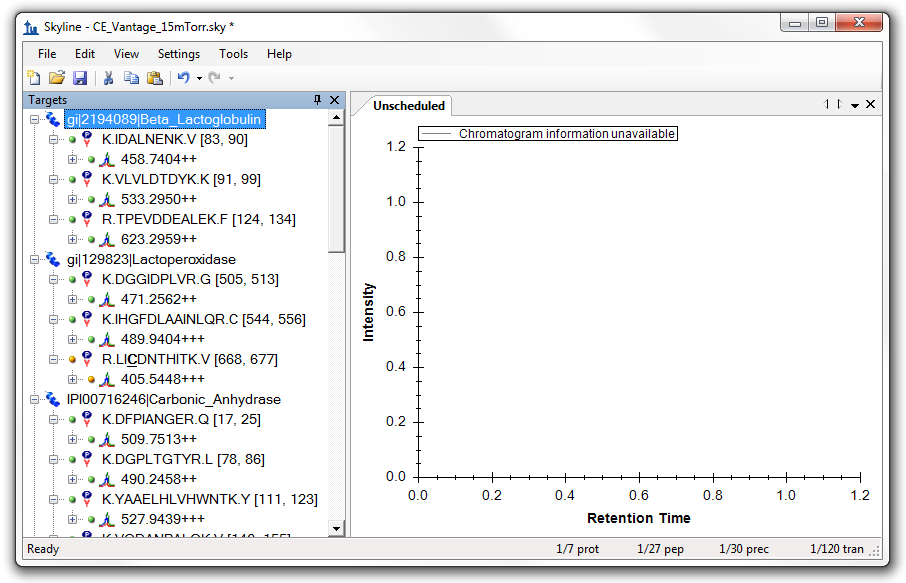 Skyline - CE_Vantage_15mTorr.sky *
File Edit View Settings Tools Help
Targets
gi|2194089|Beta_Lactoglobulin
K.IDALNENK.V [83, 90]
458.7404++
K.VLVLDTDYK.K [91, 99]
533.2950++
R.TPEVDDEALEK.F [124, 134]
623.2959++
gi|129823|Lactoperoxidase
K.DGGIDPLVR.G [505, 513]
471.2562++
K.IHGFDLAAINLQR.C [544, 556]
489.9404+++
R.LICDNTHITK.V [668, 677]
405.5448+++
IPI00716246|Carbonic_Anhydrase
K.DFPIANGER.Q [17, 25]
509.7513++
K.DGPLTGTYR.L [78, 86]
490.2458++
K.YAAELHLVHWNTK.Y [111, 123]
527.9439+++
Unscheduled
Chromatogram information unavailable
1.2
1.0
0.8
0.6
0.4
0.2
0.0
Intensity
0.0 0.2 0.4 0.6 0.8 1.0 1.2
Retention Time
Ready 1/7 prot 1/27 pep 1/30 prec 1/120 tran